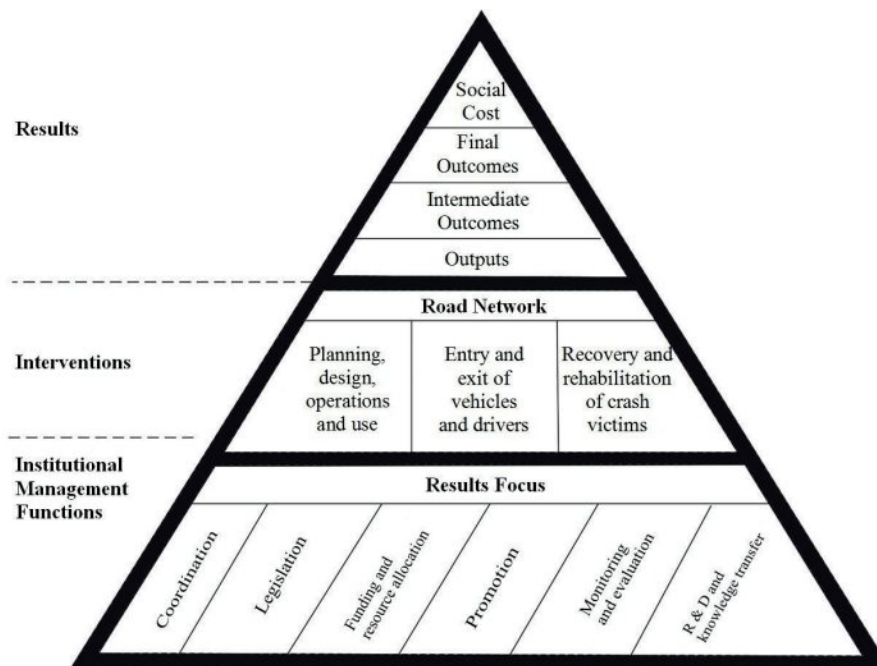 Results
Social
Cost
Final
Outcomes
Intermediate
Outcomes
Outputs
Interventions
Road Network
Planning,
design,
operations
and use
Entry and
exit of
vehicles
and drivers
Recovery and
rehabilitation
of crash
victims
Institutional
Management
Functions
Results Focus
Coordination
Legislation
Funding and
resource allocation
Promotion
Monitoring
and evaluation
R & D and
knowledge transfer